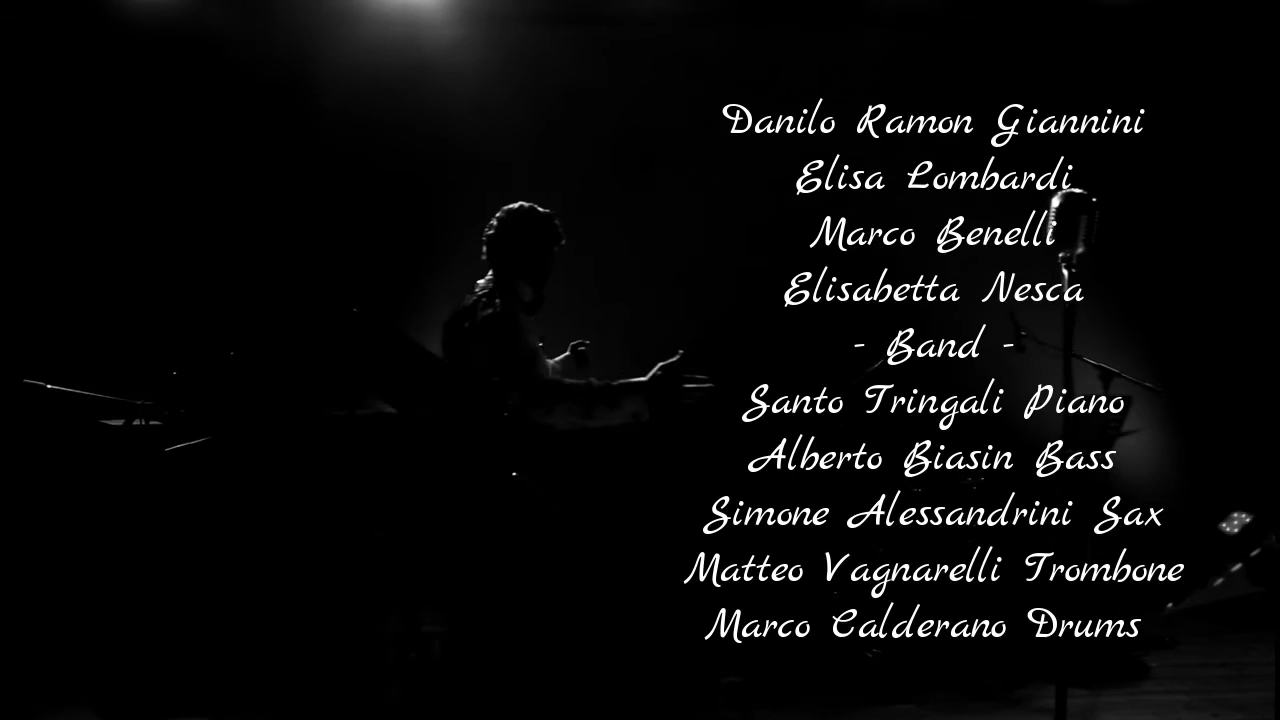 Danilo Ramon Giannini
Elisa Lombardi
Marco Benelli
Elisabetta Nesca
- Band -
Santo Tringali Piano
Alberto Biasin Bass
Simone Alessandrini Sax
Matteo Vagnarelli Trombone
Marco Calderano Drums